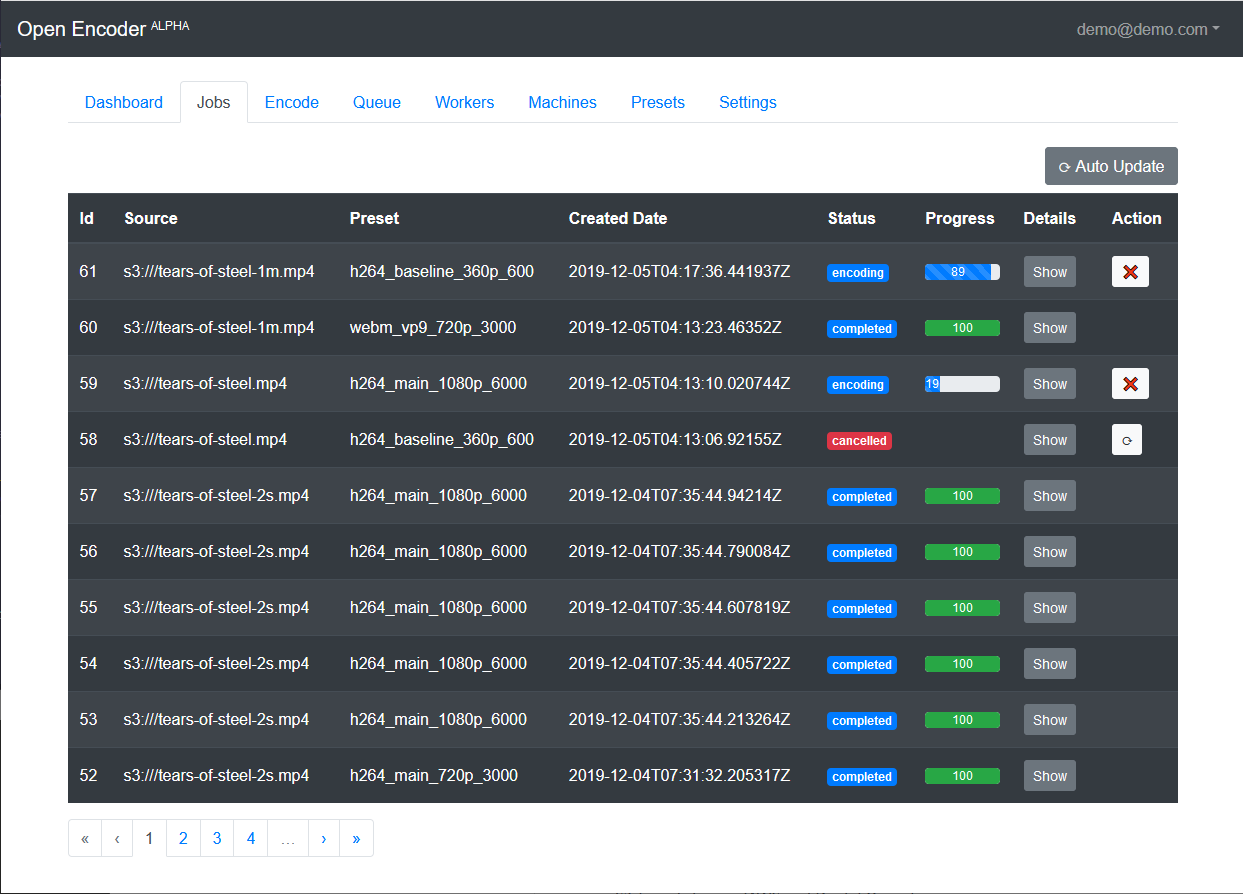 Open Encoder ALPHA demo@demo.com
Dashboard Jobs Encode Queue Workers Machines Presets Settings
⟳ Auto Update
Id Source Preset Created Date Status Progress Details Action
61 s3:///tears-of-steel-1m.mp4 h264_baseline_360p_600 2019-12-05T04:17:36.441937Z encoding 89 Show ❌
60 s3:///tears-of-steel-1m.mp4 webm_vp9_720p_3000 2019-12-05T04:13:23.46352Z completed 100 Show
59 s3:///tears-of-steel.mp4 h264_main_1080p_6000 2019-12-05T04:13:10.020744Z encoding 19 Show ❌
58 s3:///tears-of-steel.mp4 h264_baseline_360p_600 2019-12-05T04:13:06.92155Z cancelled Show ⟳
57 s3:///tears-of-steel-2s.mp4 h264_main_1080p_6000 2019-12-04T07:35:44.94214Z completed 100 Show
56 s3:///tears-of-steel-2s.mp4 h264_main_1080p_6000 2019-12-04T07:35:44.790084Z completed 100 Show
55 s3:///tears-of-steel-2s.mp4 h264_main_1080p_6000 2019-12-04T07:35:44.607819Z completed 100 Show
54 s3:///tears-of-steel-2s.mp4 h264_main_1080p_6000 2019-12-04T07:35:44.405722Z completed 100 Show
53 s3:///tears-of-steel-2s.mp4 h264_main_1080p_6000 2019-12-04T07:35:44.213264Z completed 100 Show
52 s3:///tears-of-steel-2s.mp4 h264_main_720p_3000 2019-12-04T07:31:32.205317Z completed 100 Show
« ‹ 1 2 3 4 … › »